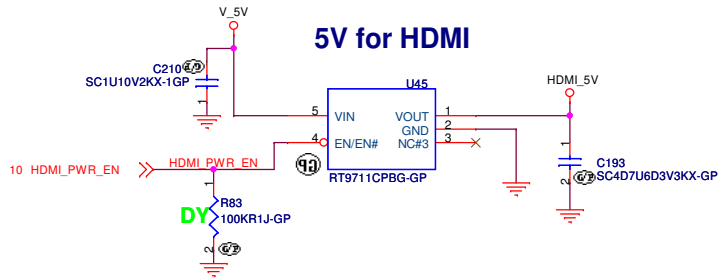 V_5V
5V for HDMI
C210
SC1U10V2KX-1GP
2
1
U45
HDMI_5V
5 VIN VOUT 1
GND 2
4 EN/EN# NC#3 3
RT9711CPBG-GP
10 HDMI_PWR_EN
HDMI_PWR_EN
1
C193
SC4D7U6D3V3KX-GP
2
1
R83
DY
100KR1J-GP
2